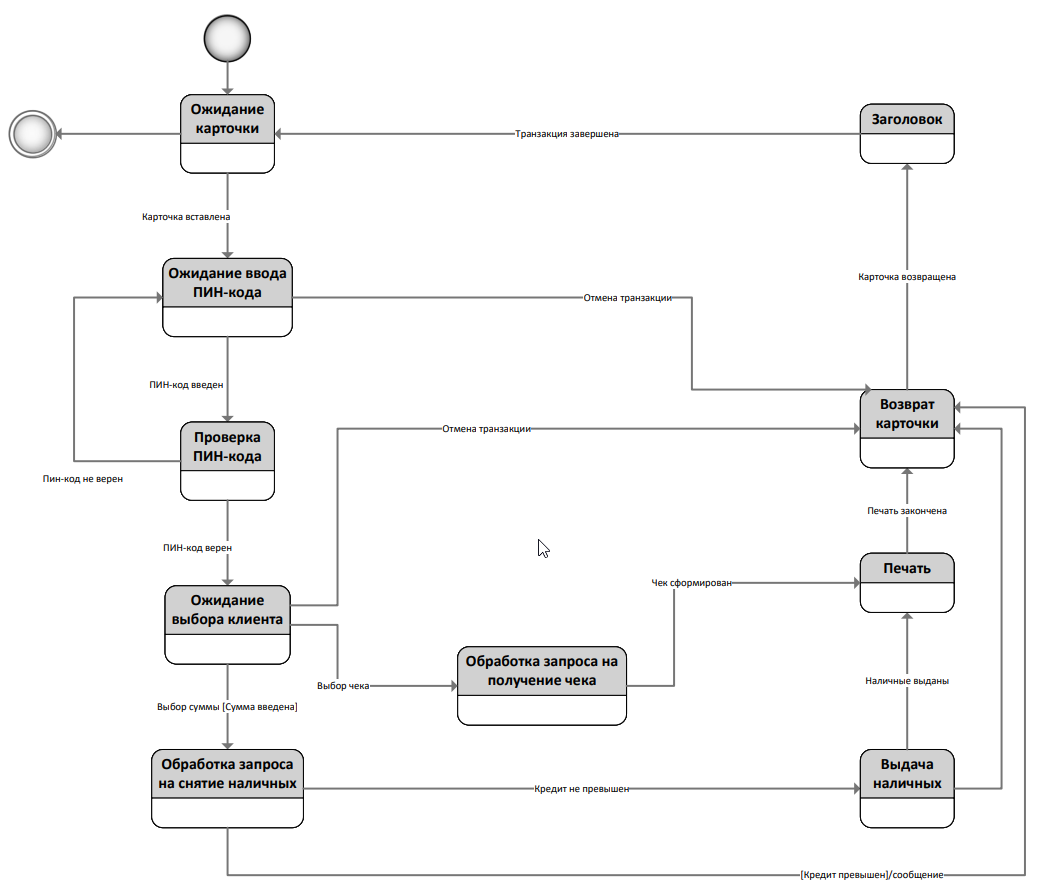 Ожидание
карточки
Заголовок
Транзакция завершена
Карточка вставлена
Ожидание ввода
ПИН-кода
Карточка возвращена
Отмена транзакции
ПИН-код введен
Возврат
карточки
Отмена транзакции
Проверка
ПИН-кода
Пин-код не верен
Печать закончена
ПИН-код верен
Печать
Чек сформирован
Ожидание
выбора клиента
Обработка запроса на
получение чека
Выбор чека
Наличные выданы
Выбор суммы [Сумма введена]
Обработка запроса
на снятие наличных
Выдача
наличных
Кредит не превышен
[Кредит превышен]/сообщение